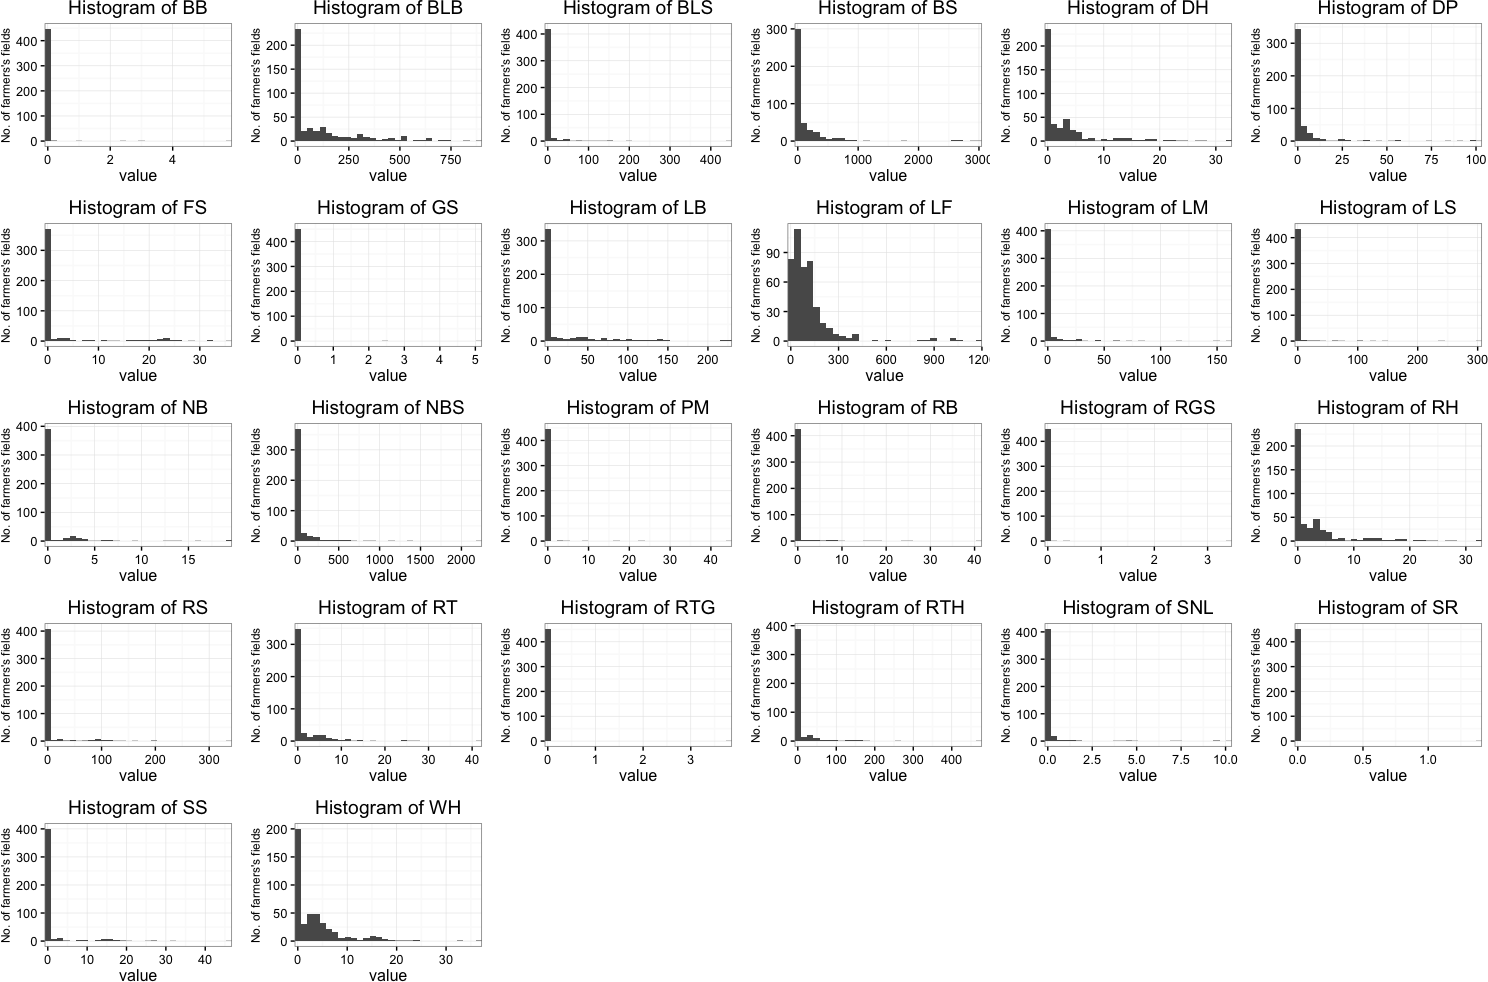 Histogram of BB Histogram of BLB Histogram of BLS Histogram of BS Histogram of DH Histogram of DP
No. of farmers's fields No. of farmers's fields No. of farmers's fields No. of farmers's fields No. of farmers's fields No. of farmers's fields
400 300 200 100 0
200 150 100 50 0
400 300 200 100 0
300 200 100 0
200 150 100 50 0
300 200 100 0
0 2 4 0 250 500 750 0 100 200 300 400 0 1000 2000 3000 0 10 20 30 0 25 50 75 100
value value value value value value
Histogram of FS Histogram of GS Histogram of LB Histogram of LF Histogram of LM Histogram of LS
No. of farmers's fields No. of farmers's fields No. of farmers's fields No. of farmers's fields No. of farmers's fields No. of farmers's fields
300 200 100 0
400 300 200 100 0
300 200 100 0
90 60 30 0
400 300 200 100 0
400 300 200 100 0
0 10 20 30 0 1 2 3 4 5 0 50 100 150 200 0 300 600 900 120 0 50 100 150 0 100 200 300
value value value value value value
Histogram of NB Histogram of NBS Histogram of PM Histogram of RB Histogram of RGS Histogram of RH
No. of farmers's fields No. of farmers's fields No. of farmers's fields No. of farmers's fields No. of farmers's fields No. of farmers's fields
400 300 200 100 0
300 200 100 0
400 300 200 100 0
400 300 200 100 0
400 300 200 100 0
200 150 100 50 0
0 5 10 15 0 500 1000 1500 2000 0 10 20 30 40 0 10 20 30 40 0 1 2 3 0 10 20 30
value value value value value value
Histogram of RS Histogram of RT Histogram of RTG Histogram of RTH Histogram of SNL Histogram of SR
No. of farmers's fields No. of farmers's fields No. of farmers's fields No. of farmers's fields No. of farmers's fields No. of farmers's fields
400 300 200 100 0
300 200 100 0
400 300 200 100 0
400 300 200 100 0
400 300 200 100 0
400 300 200 100 0
0 100 200 300 0 10 20 30 40 0 1 2 3 0 100 200 300 400 0.0 2.5 5.0 7.5 10.0 0.0 0.5 1.0
value value value value value value
Histogram of SS Histogram of WH
No. of farmers's fields No. of farmers's fields
400 300 200 100 0
200 150 100 50 0
0 10 20 30 40 0 10 20 30
value value